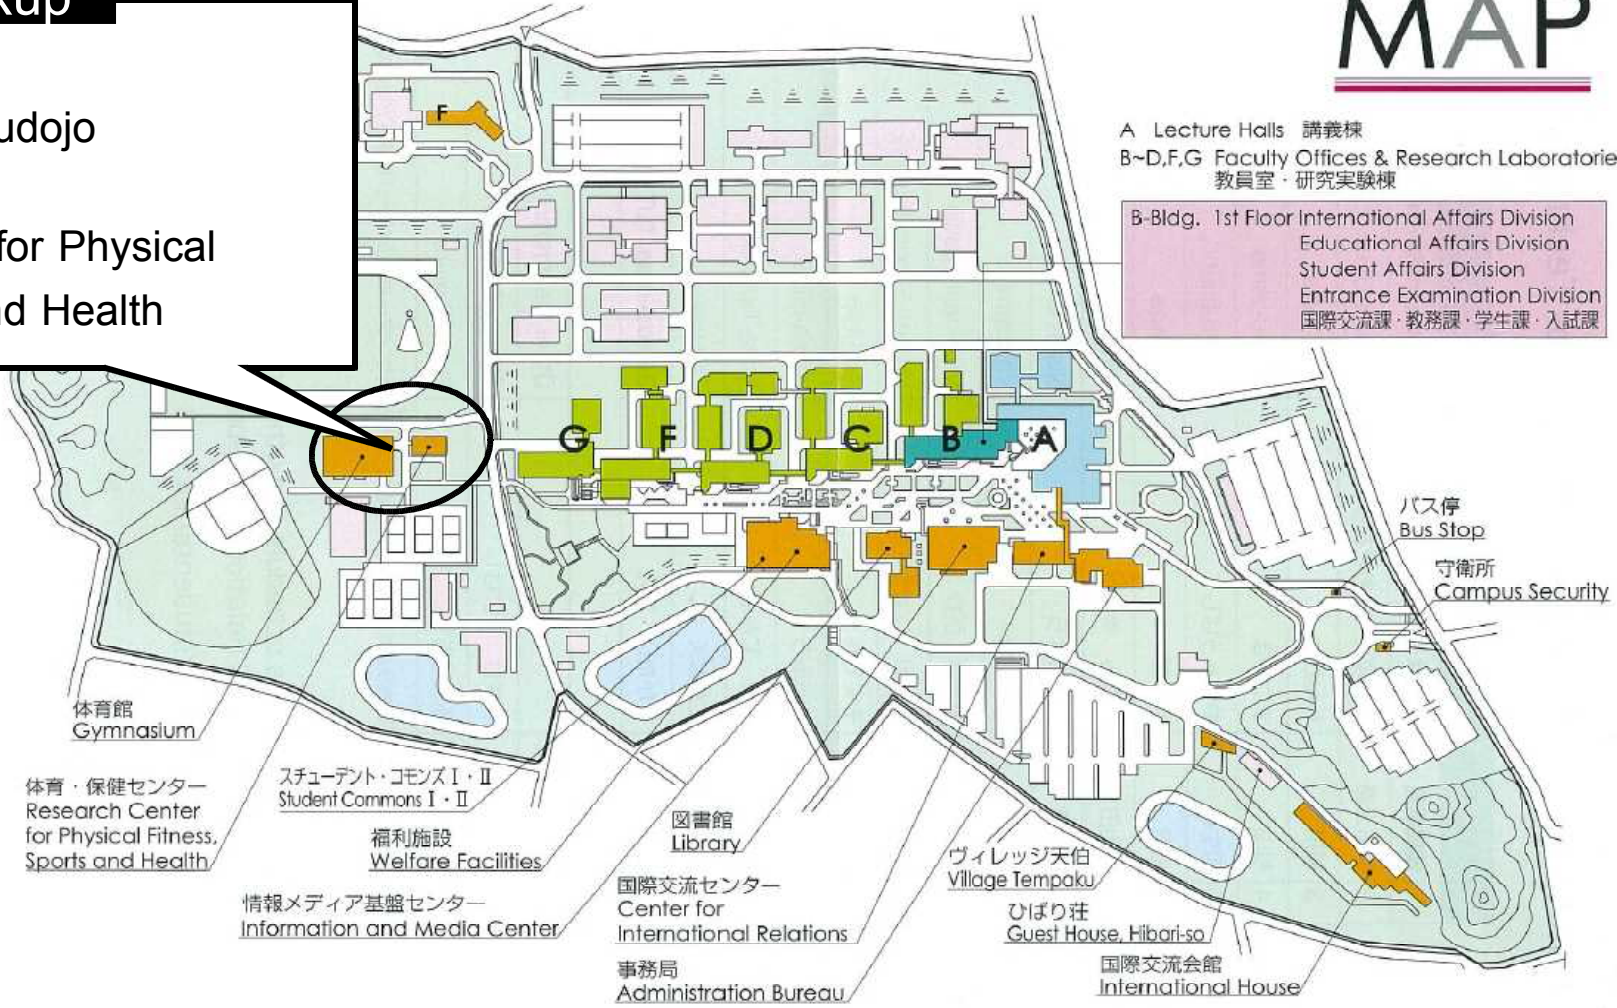 kup
udojo
for Physical
nd Health
MAP
A Lecture Halls 講義棟
B~D,F,G Faculty Offices & Research Laboratorie
教員室・研究実験棟
B-Bldg. 1st Floor International Affairs Division
Educational Affairs Division
Student Affairs Division
Entrance Examination Division
国際交流課・教務課・学生課・入試課
F
G F D C B A
バス停
Bus Stop
守衛所
Campus Security
体育館
Gymnasium
体育・保健センター
Research Center
for Physical Fitness,
Sports and Health
スチューデント・コモンズⅠ・Ⅱ
Student Commons Ⅰ・Ⅱ
福利施設
Welfare Facilities
情報メディア基盤センター
Information and Media Center
図書館
Library
国際交流センター
Center for
International Relations
事務局
Administration Bureau
ヴィレッジ天伯
Village Tempaku
ひばり荘
Guest House, Hibari-so
国際交流会館
International House